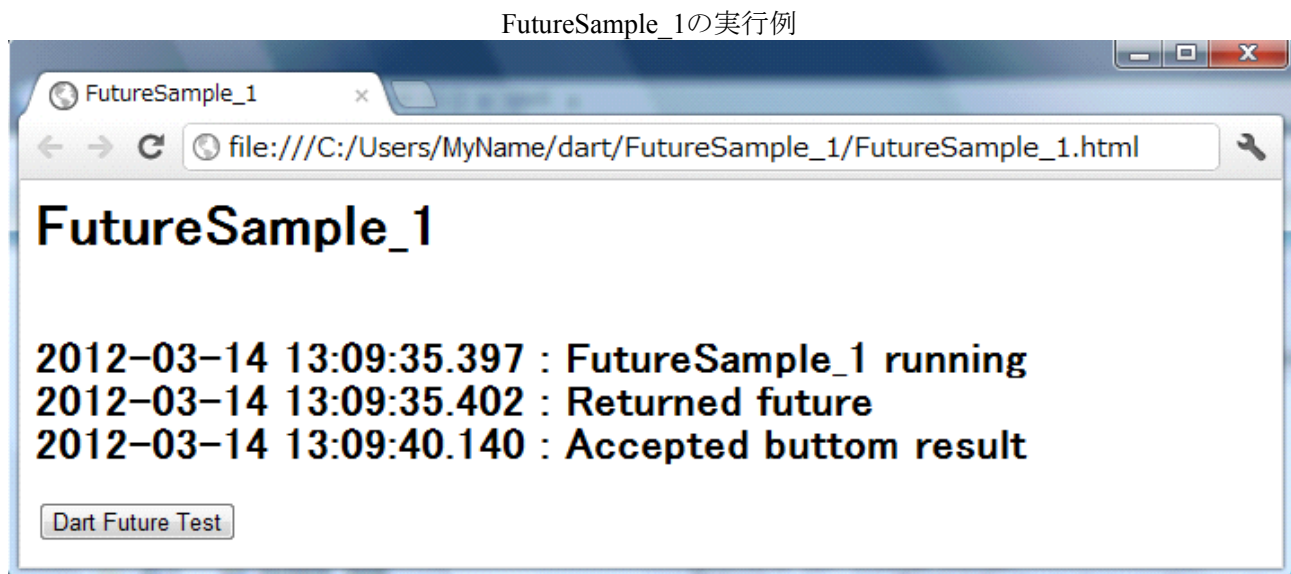 FutureSample_1の実行例
FutureSample_1
file:///C:/Users/MyName/dart/FutureSample_1/FutureSample_1.html
FutureSample_1
2012-03-14 13:09:35.397 : FutureSample_1 running
2012-03-14 13:09:35.402 : Returned future
2012-03-14 13:09:40.140 : Accepted buttom result
Dart Future Test